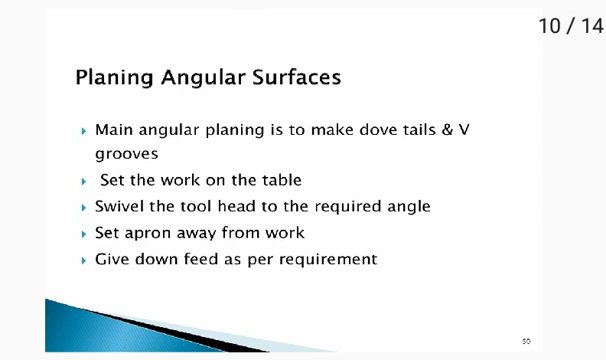 10 / 14
Planing Angular Surfaces
Main angular planing is to make dove tails & V
grooves
Set the work on the table
Swivel the tool head to the required angle
Set apron away from work
Give down feed as per requirement
30